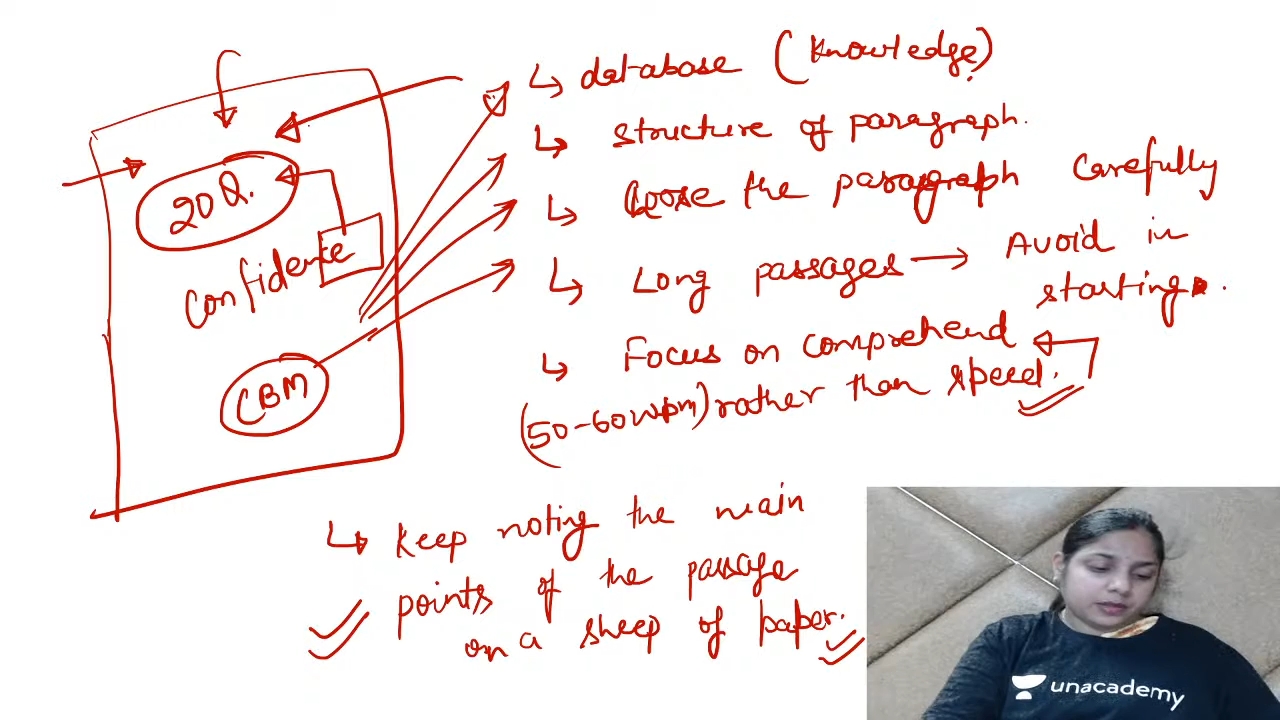 ↳ database (Knowledge)
↳ structure of paragraph.
20Q.
↳ Choose the paragraph Carefully
Confidence
↳ Long passages → Avoid in
starting.
↳ Focus on comprehend
CBM
(50-60wpm) rather than speed.
↳ Keep noting the main
points of the passage
on a sheep of paper.
unacademy